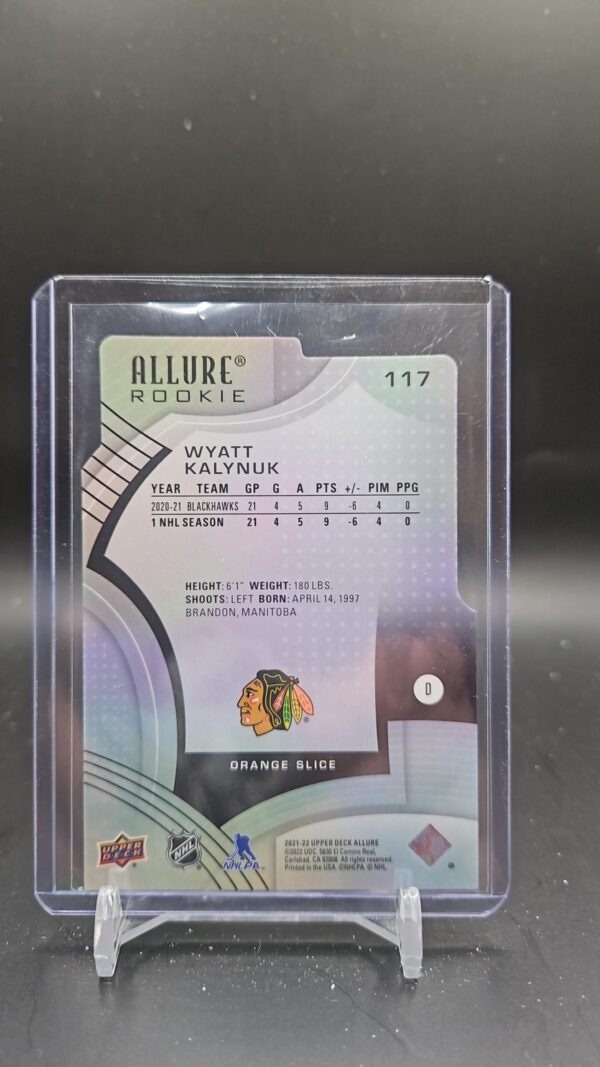 ALLURE®
ROOKIE
117
WYATT
KALYNUK
YEAR TEAM GP G A PTS +/- PIM PPG
2020-21 BLACKHAWKS 21 4 5 9 -6 4 0
1 NHL SEASON 21 4 5 9 -6 4 0
HEIGHT: 6'1" WEIGHT: 180 LBS.
SHOOTS: LEFT BORN: APRIL 14, 1997
BRANDON, MANITOBA
®
D
ORANGE SLICE
UPPER DECK
NHL
NHLPA
2021-22 UPPER DECK ALLURE
©2022 UDC. 5830 El Camino Real,
Carlsbad, CA 92008. All rights reserved.
Printed in the USA. ©NHLPA. © NHL.